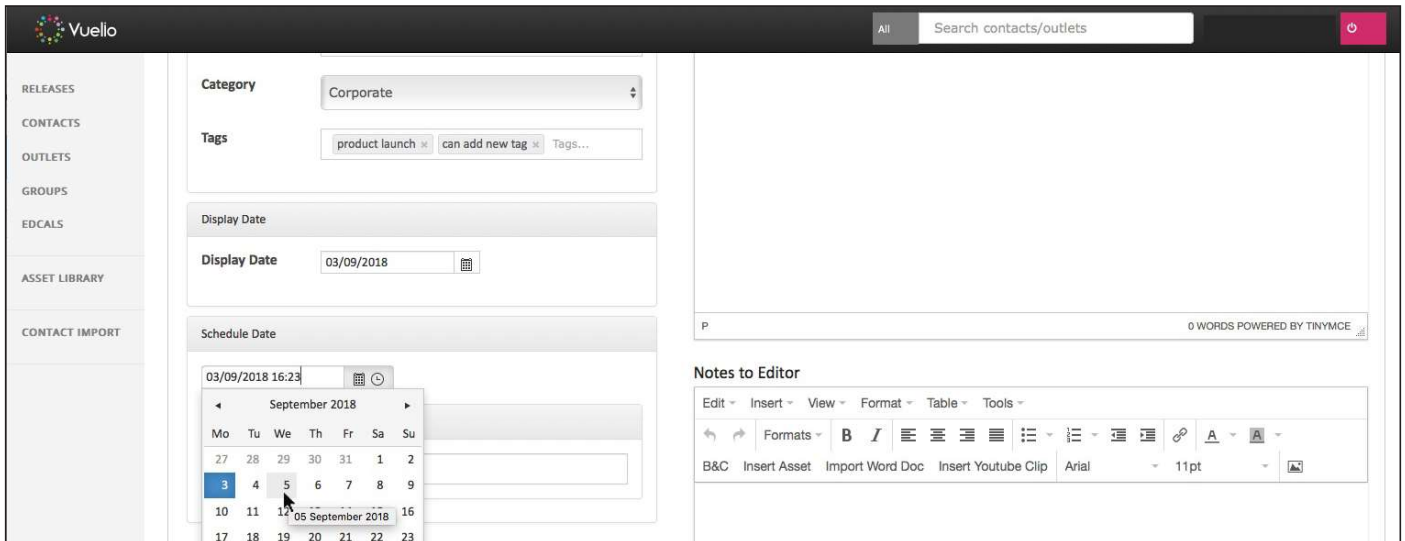 Vuelio
All
Search contacts/outlets
RELEASES
CONTACTS
OUTLETS
GROUPS
EDCALS
ASSET LIBRARY
CONTACT IMPORT
Category
Corporate
Tags
product launch × can add new tag × Tags...
Display Date
Display Date
03/09/2018
Schedule Date
03/09/2018 16:23
September 2018
Mo Tu We Th Fr Sa Su
27 28 29 30 31 1 2
3 4 5 6 7 8 9
10 11 12 16
05 September 2018
17 18 19 20 21 22 23
P
0 WORDS POWERED BY TINYMCE
Notes to Editor
Edit Insert View Format Table Tools
Formats B I A A
B&C Insert Asset Import Word Doc Insert Youtube Clip Arial 11pt